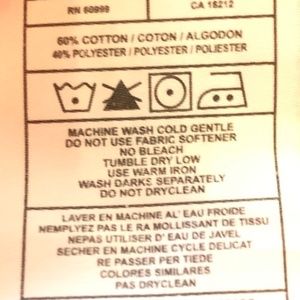 RN 60999
CA 16212
60% COTTON / COTON / ALGODON
40% POLYESTER / POLYESTER / POLIESTER
MACHINE WASH COLD GENTLE
DO NOT USE FABRIC SOFTENER
NO BLEACH
TUMBLE DRY LOW
USE WARM IRON
WASH DARKS SEPARATELY
DO NOT DRYCLEAN
LAVER EN MACHINE AL' EAU FROIDE
NEMPLYEZ PAS LE RA MOLLISSANT DE TISSU
NEPAS UTILISER D' EAU DE JAVEL
SECHER EN MACHINE CYCLE DELICAT
RE PASSER PER TIEDE
COLORES SIMILARES
PAS DRYCLEAN